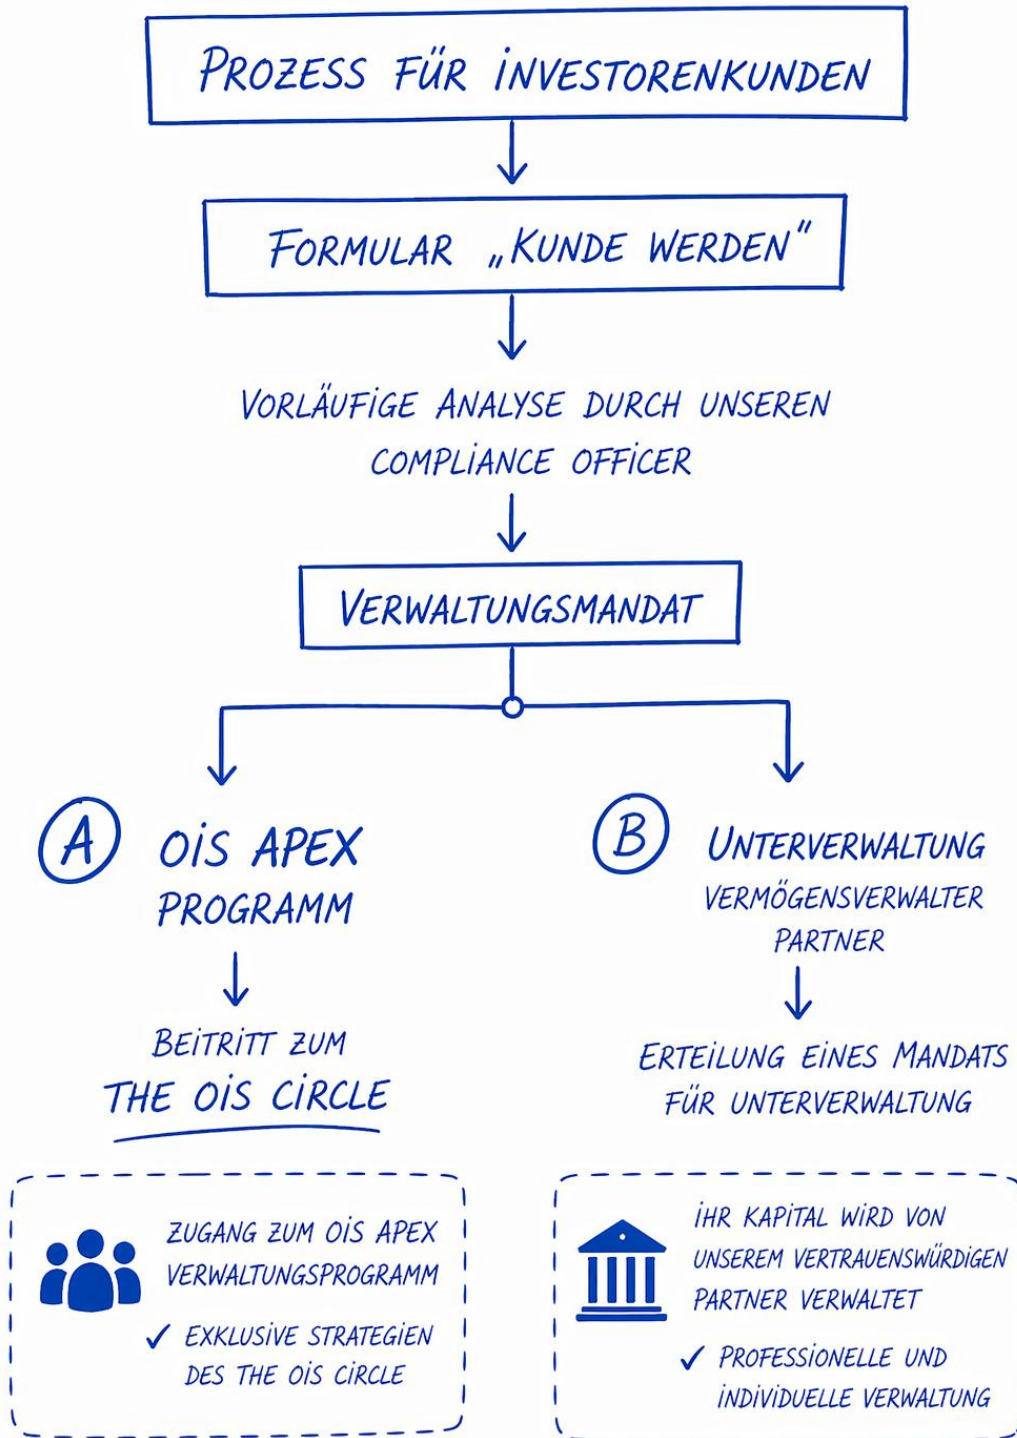 PROZESS FÜR INVESTORENKUNDEN
FORMULAR „KUNDE WERDEN“
VORLÄUFIGE ANALYSE DURCH UNSEREN
COMPLIANCE OFFICER
VERWALTUNGSMANDAT
A
OIS APEX
PROGRAMM
BEITRITT ZUM
THE OIS CIRCLE
ZUGANG ZUM OIS APEX
VERWALTUNGSPROGRAMM
✓ EXKLUSIVE STRATEGIEN
DES THE OIS CIRCLE
B
UNTERVERWALTUNG
VERMÖGENSVERWALTER
PARTNER
ERTEILUNG EINES MANDATS
FÜR UNTERVERWALTUNG
IHR KAPITAL WIRD VON
UNSEREM VERTRAUENSWÜRDIGEN
PARTNER VERWALTET
✓ PROFESSIONELLE UND
INDIVIDUELLE VERWALTUNG